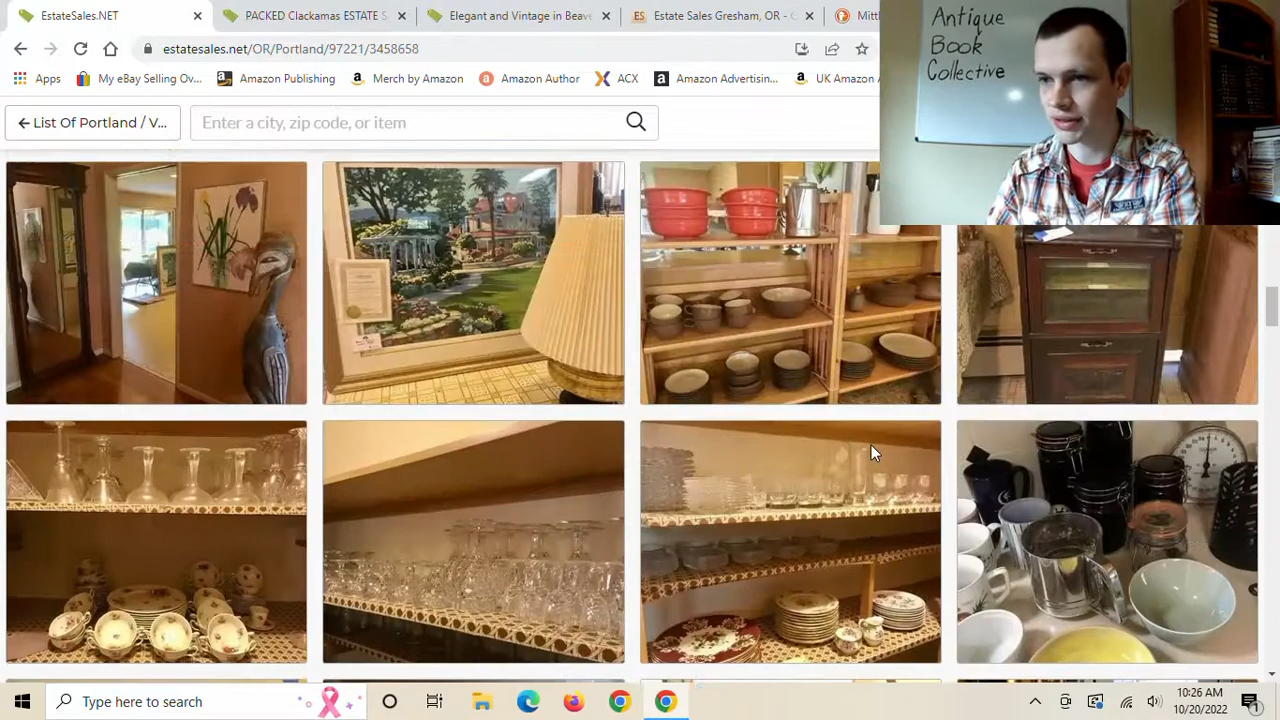 EstateSales.NET
PACKED Clackamas ESTATE S
Elegant and Vintage in Beav
Estate Sales Gresham, OR - C
Mittl
estatesales.net/OR/Portland/97221/3458658
Apps
My eBay Selling Ov...
Amazon Publishing
Merch by Amazon
Amazon Author
ACX
Amazon Advertisin...
UK Amazon A
List Of Portland / V...
Enter a city, zip code, or item
Antique
Book
Collective
Type here to search
10:26 AM
10/20/2022
1